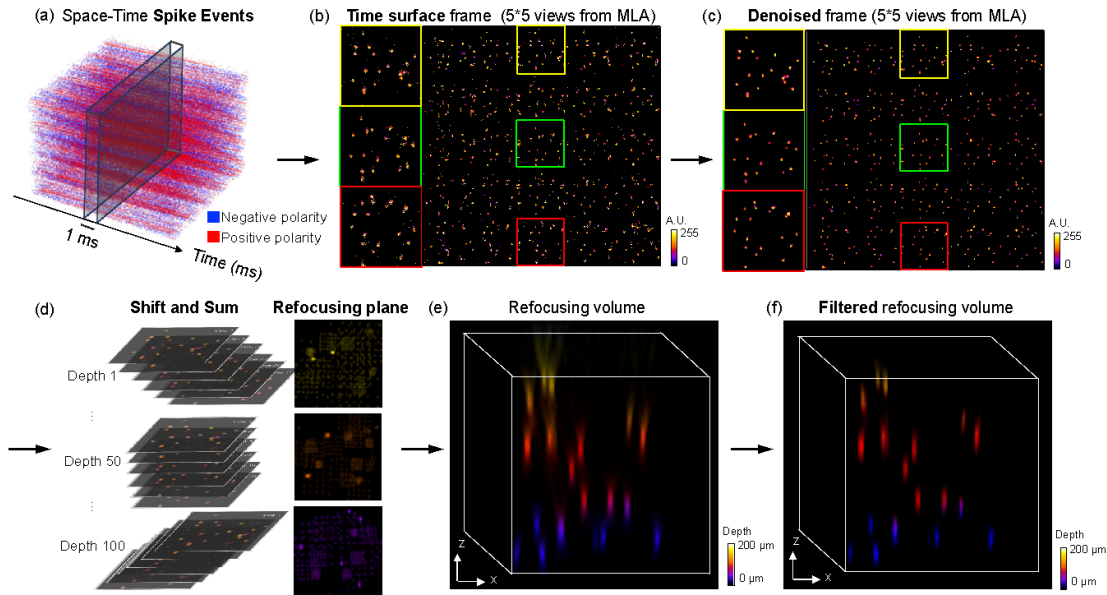 (a) Space-Time Spike Events
Negative polarity
Positive polarity
1 ms
Time (ms)
(b) Time surface frame (5*5 views from MLA)
A.U.
255
0
(c) Denoised frame (5*5 views from MLA)
A.U.
255
0
(d) Shift and Sum
Refocusing plane
Depth 1
...
Depth 50
...
Depth 100
(e) Refocusing volume
Z
X
Depth
200 μm
0 μm
(f) Filtered refocusing volume
Z
X
Depth
200 μm
0 μm